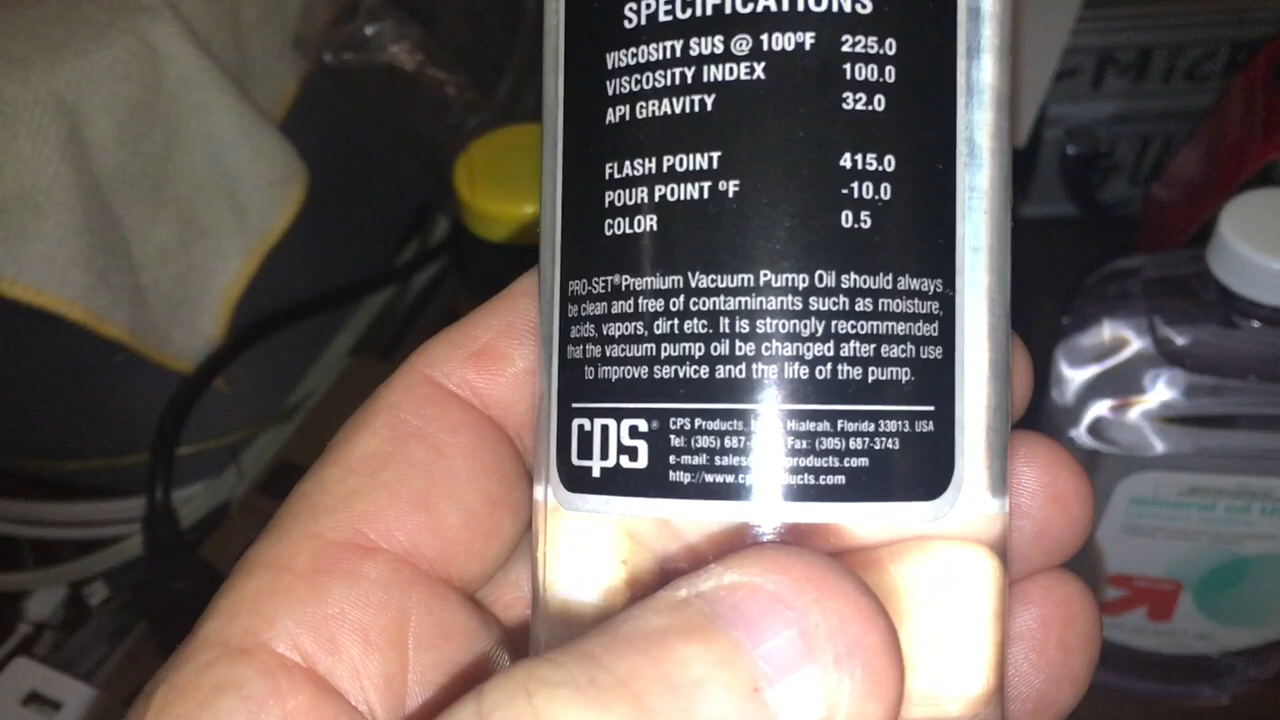 SPECIFICATIONS
VISCOSITY SUS @ 100ºF 225.0
VISCOSITY INDEX 100.0
API GRAVITY 32.0
FLASH POINT 415.0
POUR POINT ºF -10.0
COLOR 0.5
PRO-SET® Premium Vacuum Pump Oil should always
be clean and free of contaminants such as moisture,
acids, vapors, dirt etc. It is strongly recommended
that the vacuum pump oil be changed after each use
to improve service and the life of the pump.
cps®
CPS Products, Hialeah, Florida 33013. USA
Tel: (305) 687- Fax: (305) 687-3743
e-mail: sales products.com
http://www.cp ducts.com